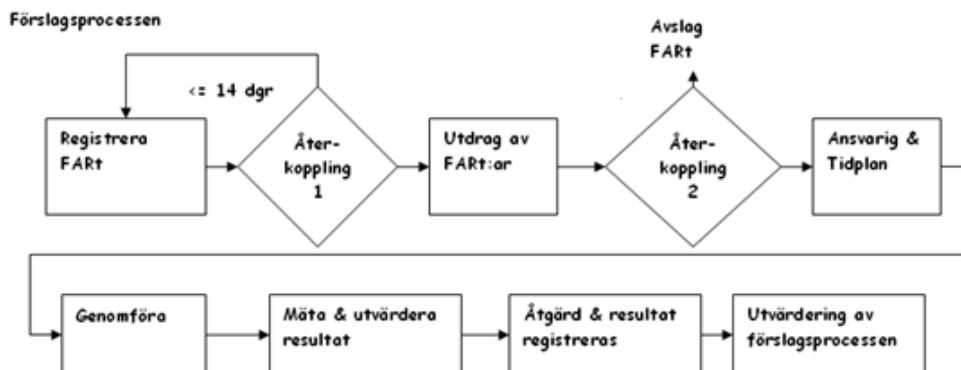 Förslagsprocessen
Avslag
FARt
<= 14 dgr
Registrera
FARt
Åter-
koppling
1
Utdrag av
FARt:ar
Åter-
koppling
2
Ansvarig &
Tidplan
Genomföra
Mäta & utvärdera
resultat
Åtgärd & resultat
registreras
Utvärdering av
förslagsprocessen